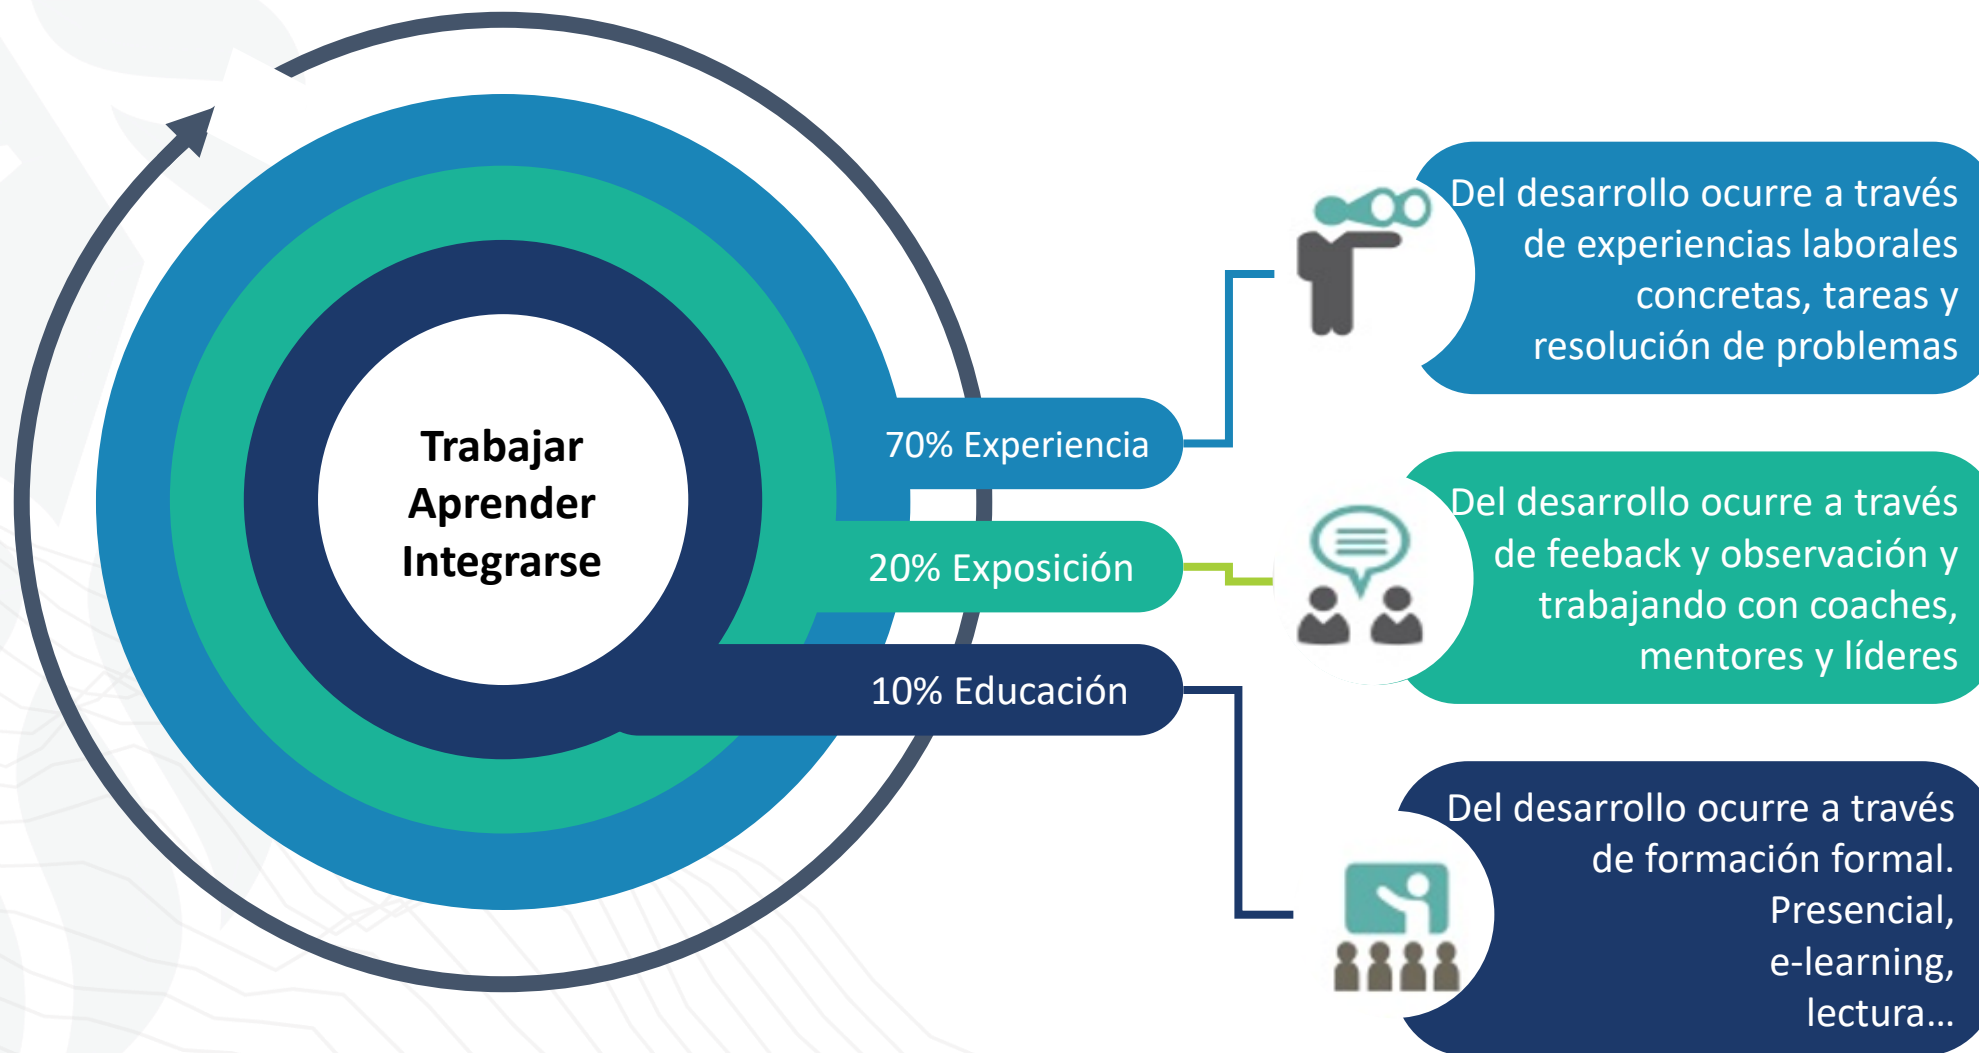 Trabajar
Aprender
Integrarse
70% Experiencia
20% Exposición
10% Educación
Del desarrollo ocurre a través
de experiencias laborales
concretas, tareas y
resolución de problemas
Del desarrollo ocurre a través
de feeback y observación y
trabajando con coaches,
mentores y líderes
Del desarrollo ocurre a través
de formación formal.
Presencial,
e-learning,
lectura...